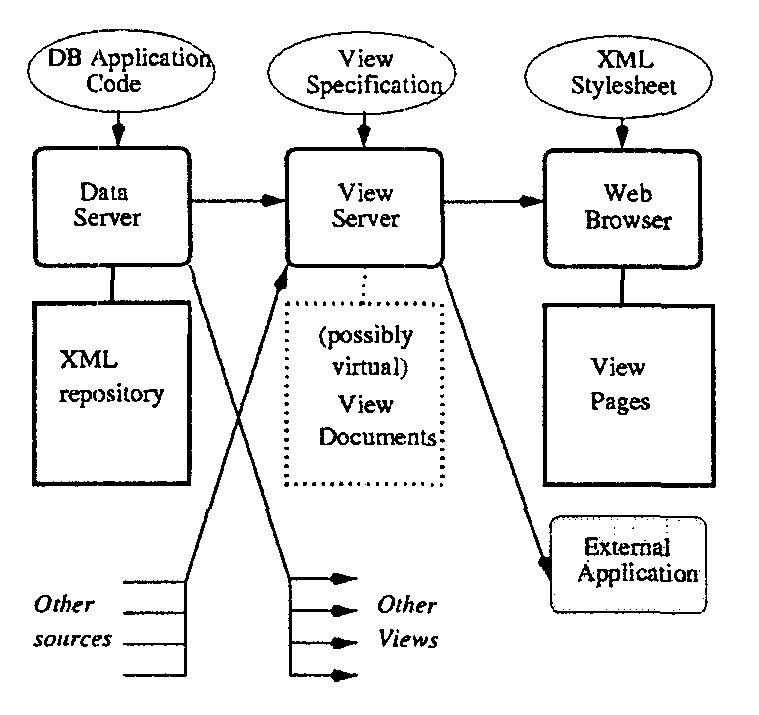 DB Application
Code
View
Specification
XML
Stylesheet
Data
Server
View
Server
Web
Browser
XML
repository
(possibly
virtual)
View
Documents
View
Pages
External
Application
Other
sources
Other
Views